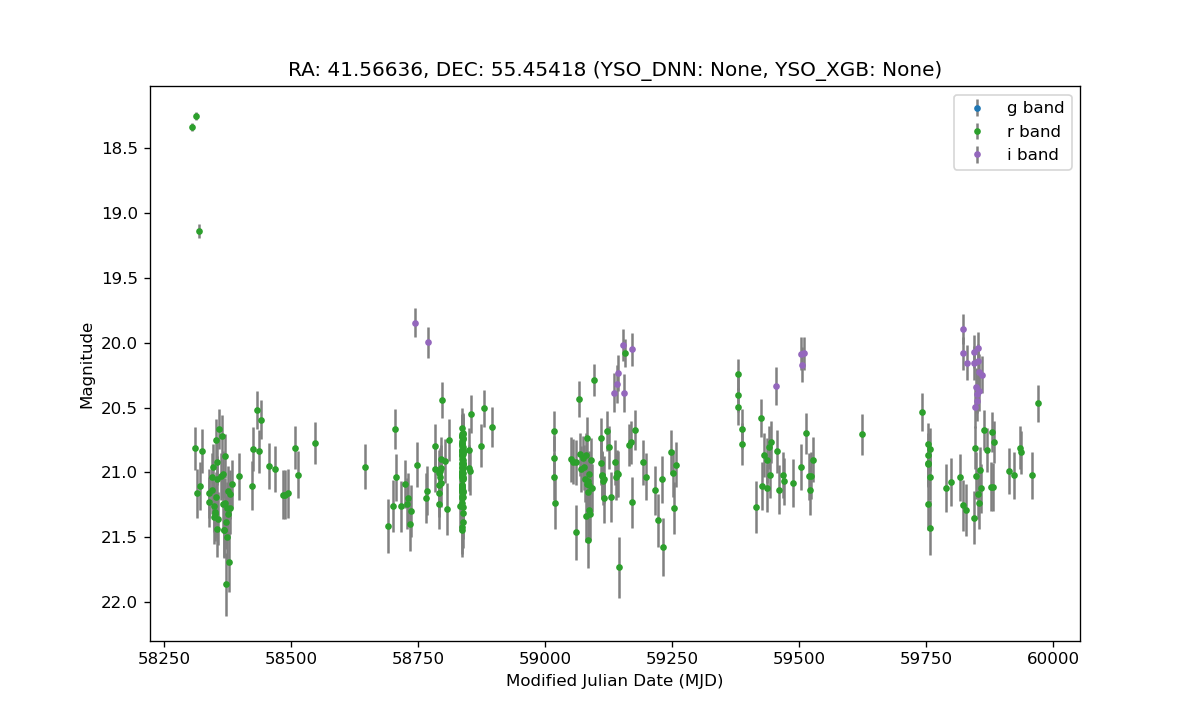 RA: 41.56636, DEC: 55.45418 (YSO_DNN: None, YSO_XGB: None)
g band
r band
i band
18.5
19.0
19.5
20.0
20.5
21.0
21.5
22.0
Magnitude
58250 58500 58750 59000 59250 59500 59750 60000
Modified Julian Date (MJD)